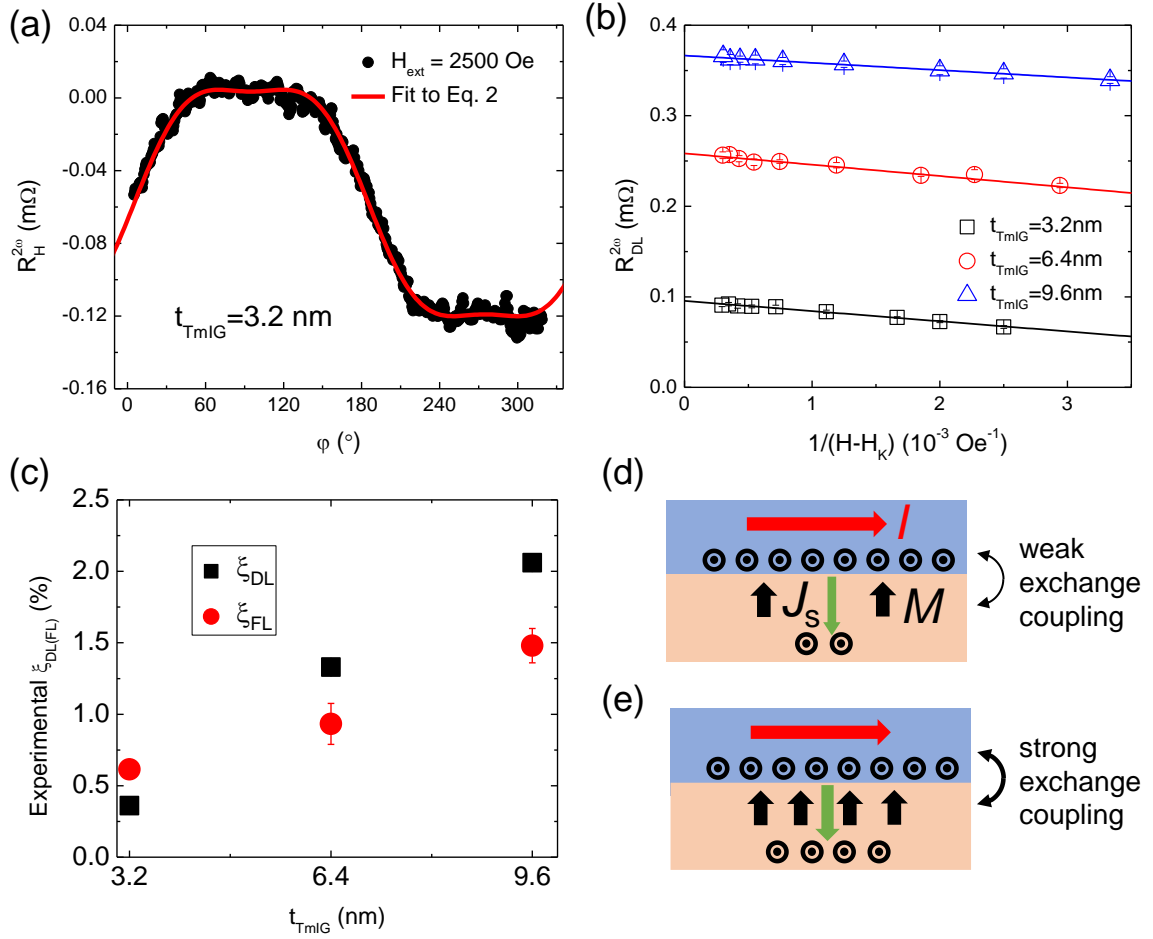 (a)
0.04
0.00
-0.04
-0.08
-0.12
-0.16
R_H^{2ω} (mΩ)
H_ext = 2500 Oe
Fit to Eq. 2
t_TmIG=3.2 nm
0 60 120 180 240 300
φ (°)
(b)
0.4
0.3
0.2
0.1
0.0
R_DL^{2ω} (mΩ)
t_TmIG=3.2nm
t_TmIG=6.4nm
t_TmIG=9.6nm
0 1 2 3
1/(H-H_K) (10^{-3} Oe^{-1})
(c)
2.5
2.0
1.5
1.0
0.5
0.0
Experimental ξ_DL(FL) (%)
ξ_DL
ξ_FL
3.2 6.4 9.6
t_TmIG (nm)
(d)
I
J_s
M
weak
exchange
coupling
(e)
strong
exchange
coupling